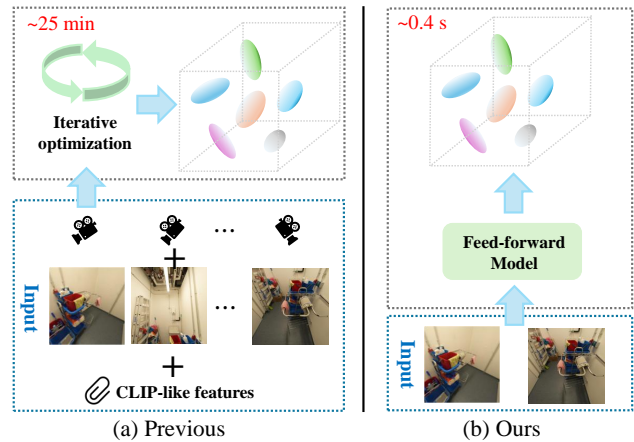 ~25 min
Iterative
optimization
...
+
Input
...
+
CLIP-like features
(a) Previous
~0.4 s
Feed-forward
Model
Input
(b) Ours